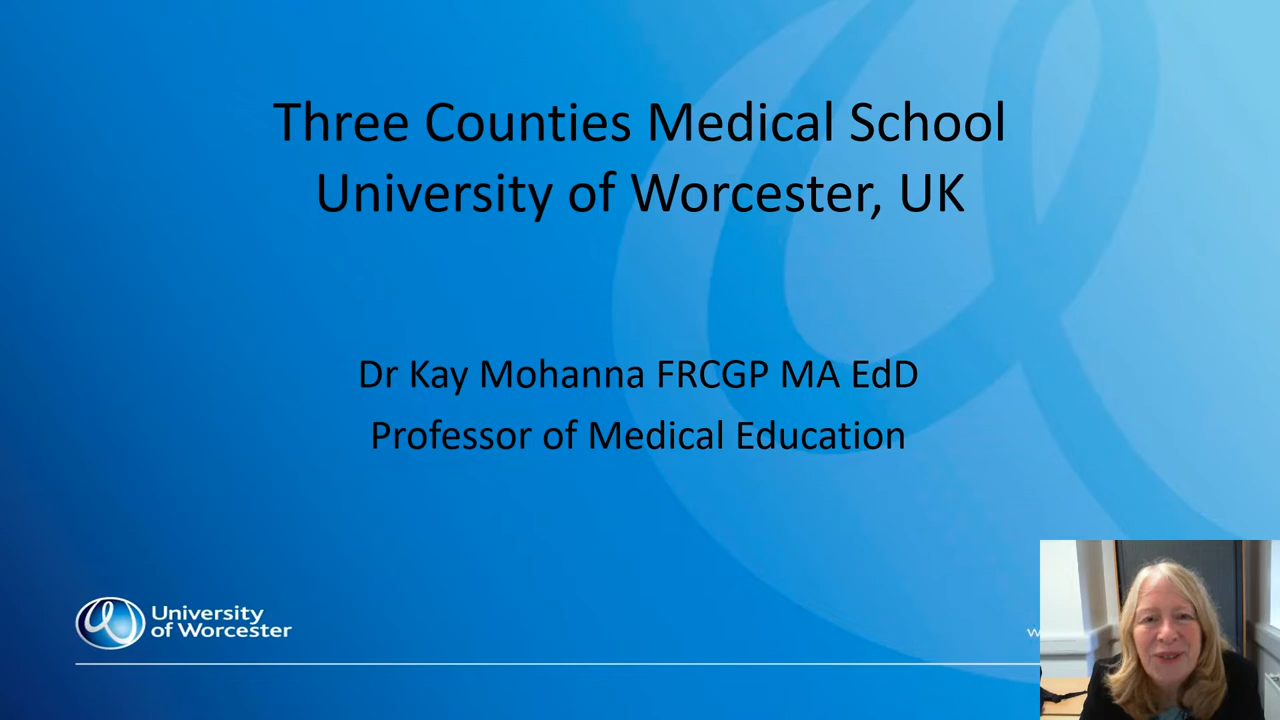 Three Counties Medical School
University of Worcester, UK
Dr Kay Mohanna FRCGP MA EdD
Professor of Medical Education
University
of Worcester